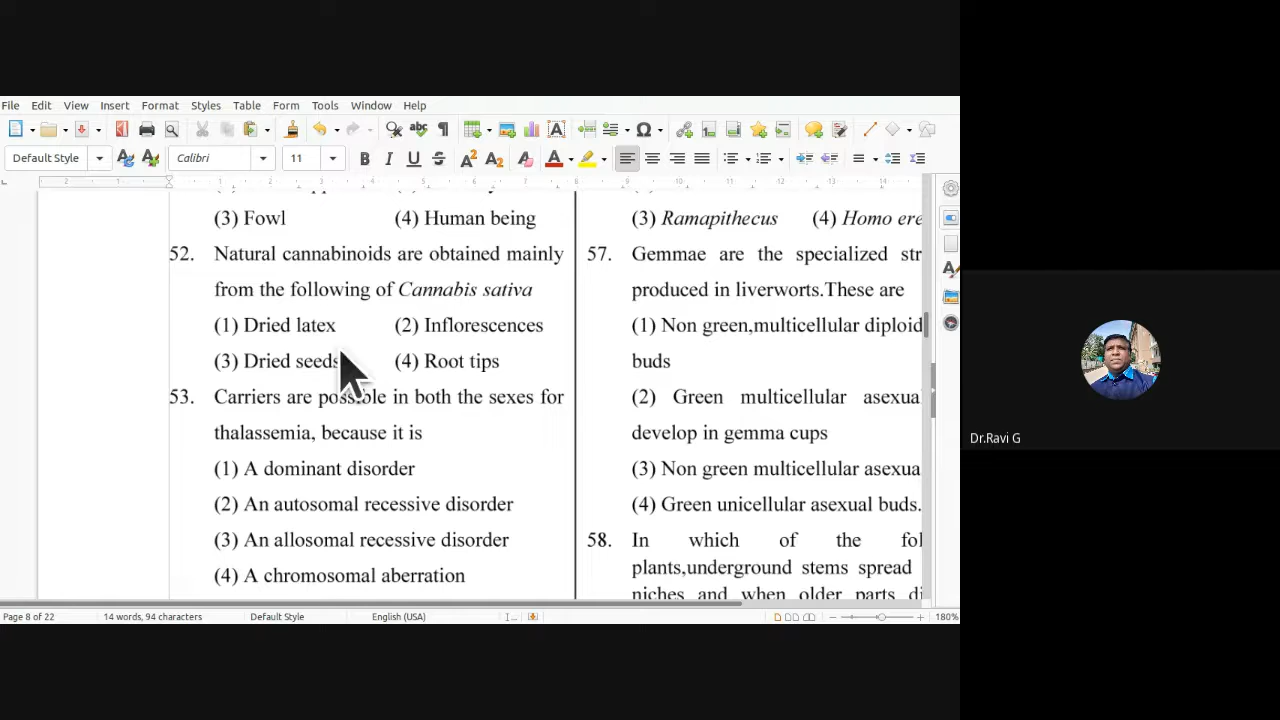 File Edit View Insert Format Styles Table Form Tools Window Help
Default Style Calibri 11
(3) Fowl (4) Human being
52. Natural cannabinoids are obtained mainly
from the following of Cannabis sativa
(1) Dried latex (2) Inflorescences
(3) Dried seeds (4) Root tips
53. Carriers are possible in both the sexes for
thalassemia, because it is
(1) A dominant disorder
(2) An autosomal recessive disorder
(3) An allosomal recessive disorder
(4) A chromosomal aberration
(3) Ramapithecus (4) Homo ere
57. Gemmae are the specialized str
produced in liverworts.These are
(1) Non green,multicellular diploid
buds
(2) Green multicellular asexua
develop in gemma cups
(3) Non green multicellular asexua
(4) Green unicellular asexual buds.
58. In which of the fol
plants,underground stems spread
niches and when older parts di
Page 8 of 22 14 words, 94 characters Default Style English (USA) 180%
Dr.Ravi G